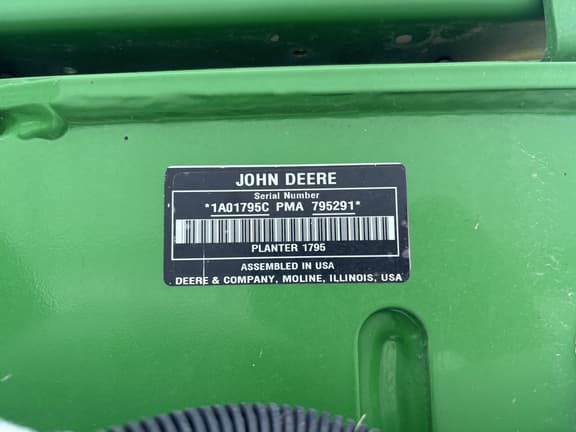 JOHN DEERE
Serial Number
*1A01795C PMA 795291*
PLANTER 1795
ASSEMBLED IN USA
DEERE & COMPANY, MOLINE, ILLINOIS, USA